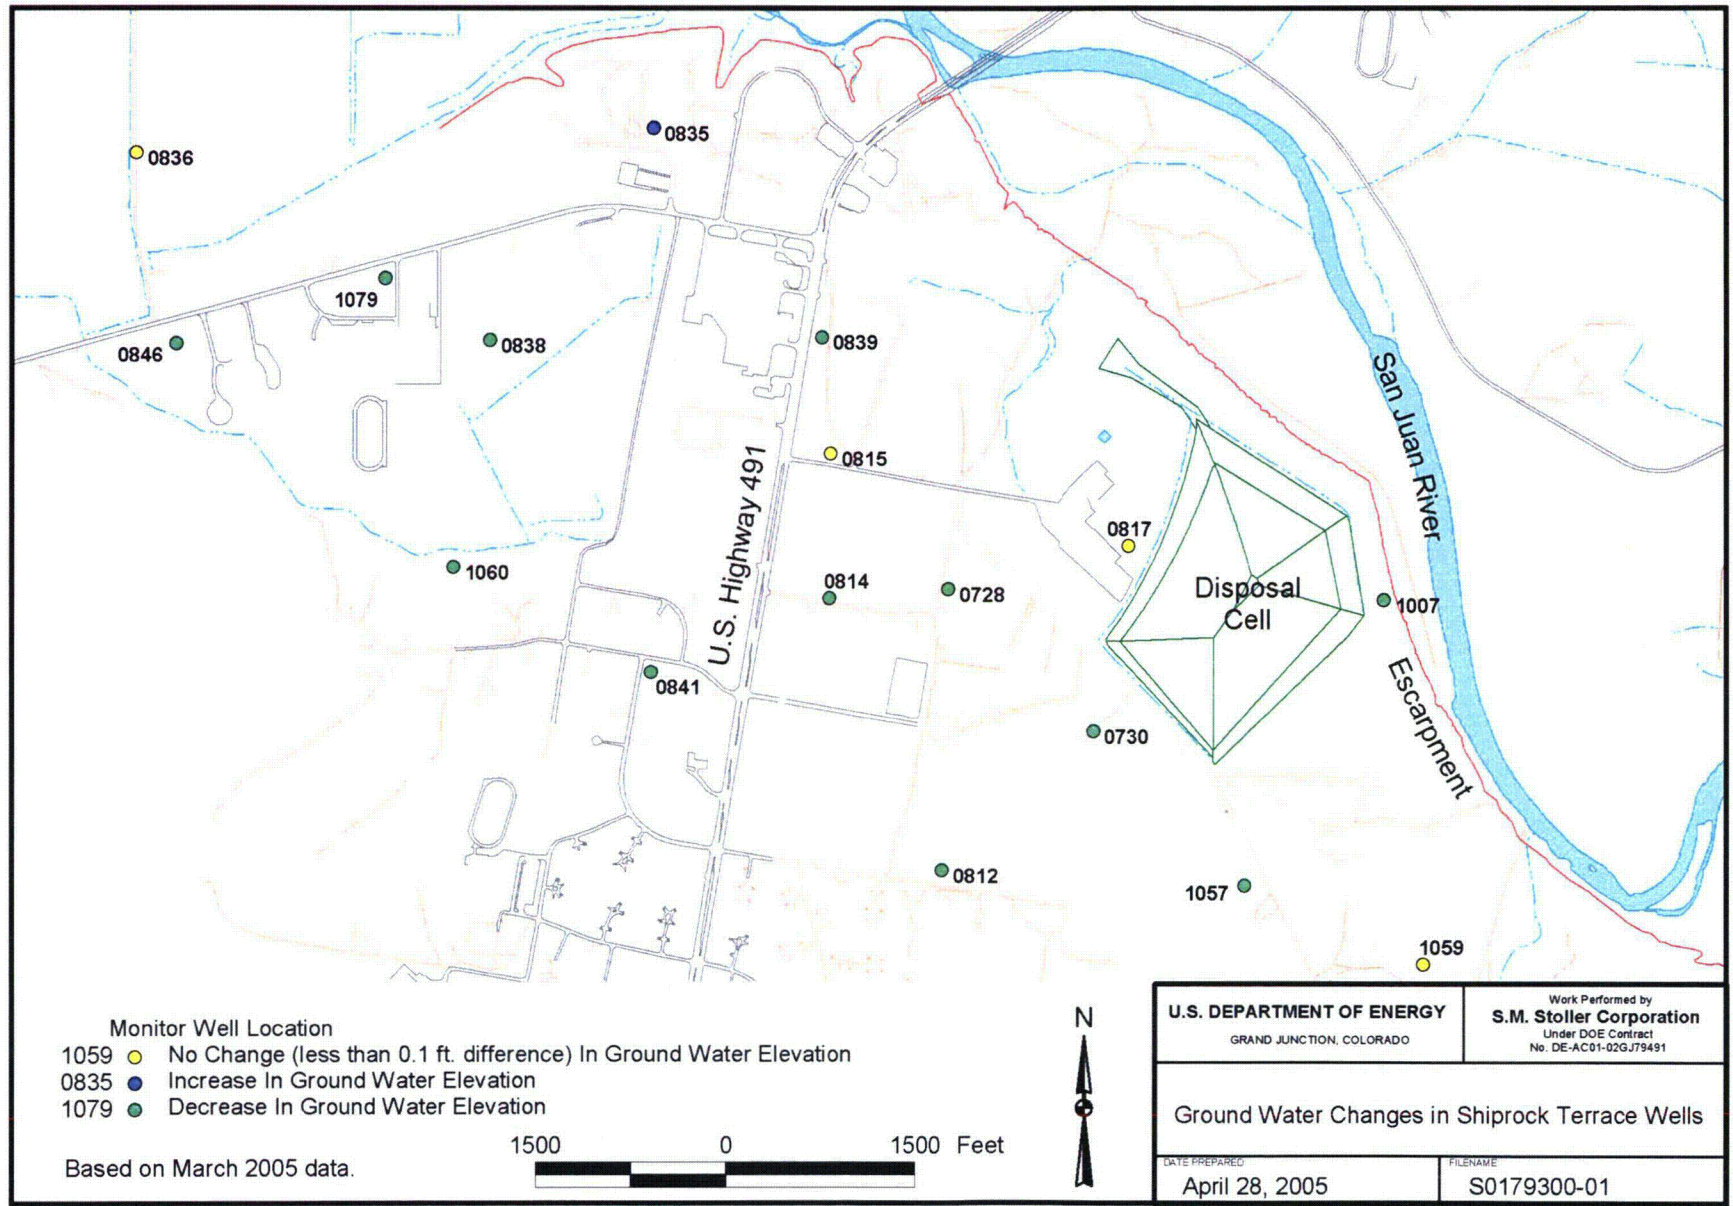 0836
0835
1079
0846
0838
0839
San Juan River
0815
U.S. Highway 491
0817
1060
0814
0728
Disposal
Cell
1007
0841
Escarpment
0730
0812
1057
1059
Monitor Well Location
1059 No Change (less than 0.1 ft. difference) In Ground Water Elevation
0835 Increase In Ground Water Elevation
1079 Decrease In Ground Water Elevation
Based on March 2005 data.
1500 0 1500 Feet
N
U.S. DEPARTMENT OF ENERGY
GRAND JUNCTION, COLORADO
Work Performed by
S.M. Stoller Corporation
Under DOE Contract
No. DE-AC01-02GJ79491
Ground Water Changes in Shiprock Terrace Wells
DATE PREPARED
April 28, 2005
FILENAME
S0179300-01